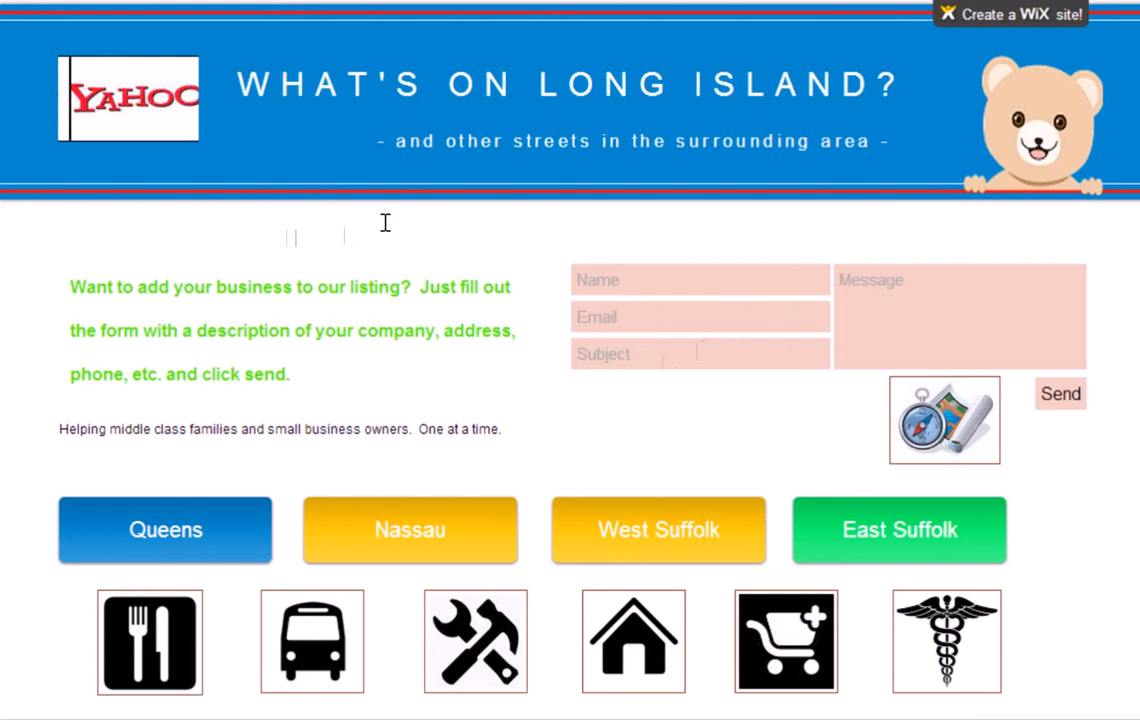 Create a WiX site!
YAHOO
WHAT'S ON LONG ISLAND?
- and other streets in the surrounding area -
Want to add your business to our listing?  Just fill out
the form with a description of your company, address,
phone, etc. and click send.
Name
Email
Subject
Message
Send
Helping middle class families and small business owners.  One at a time.
Queens
Nassau
West Suffolk
East Suffolk